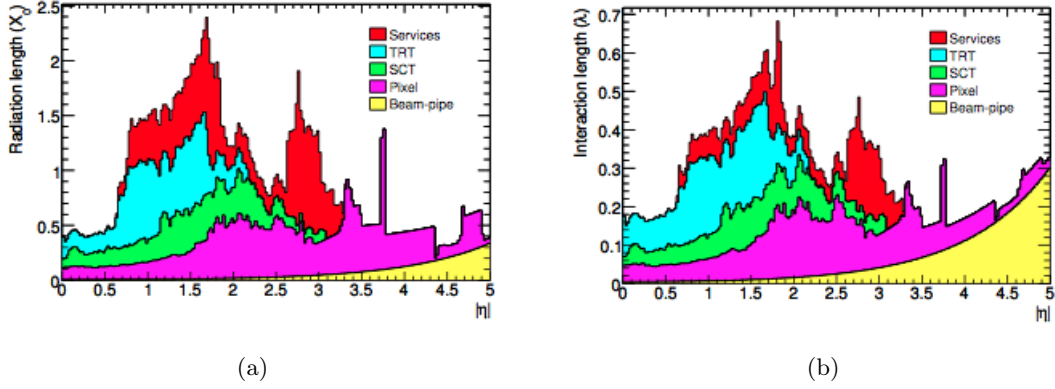 Radiation length (X0)
2.5
2
1.5
1
0.5
0
Services
TRT
SCT
Pixel
Beam-pipe
0 0.5 1 1.5 2 2.5 3 3.5 4 4.5 5
|η|
(a)
Interaction length (λ)
0.7
0.6
0.5
0.4
0.3
0.2
0.1
0
Services
TRT
SCT
Pixel
Beam-pipe
0 0.5 1 1.5 2 2.5 3 3.5 4 4.5 5
|η|
(b)